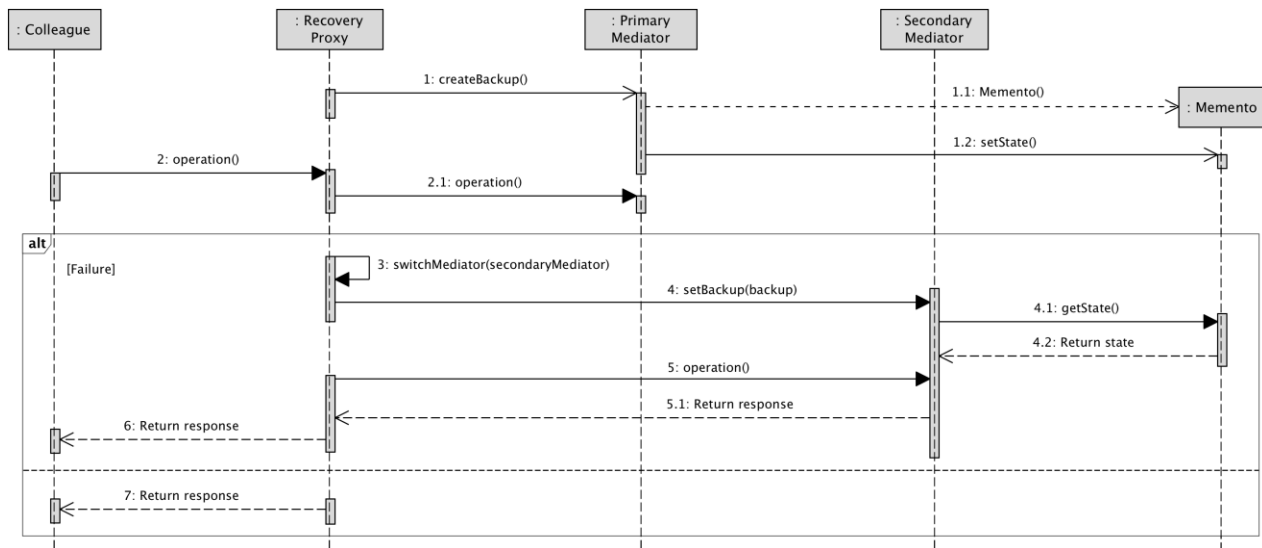 : Colleague
: Recovery
Proxy
: Primary
Mediator
: Secondary
Mediator
1: createBackup()
1.1: Memento()
: Memento
1.2: setState()
2: operation()
2.1: operation()
alt
[Failure]
3: switchMediator(secondaryMediator)
4: setBackup(backup)
4.1: getState()
4.2: Return state
5: operation()
5.1: Return response
6: Return response
7: Return response